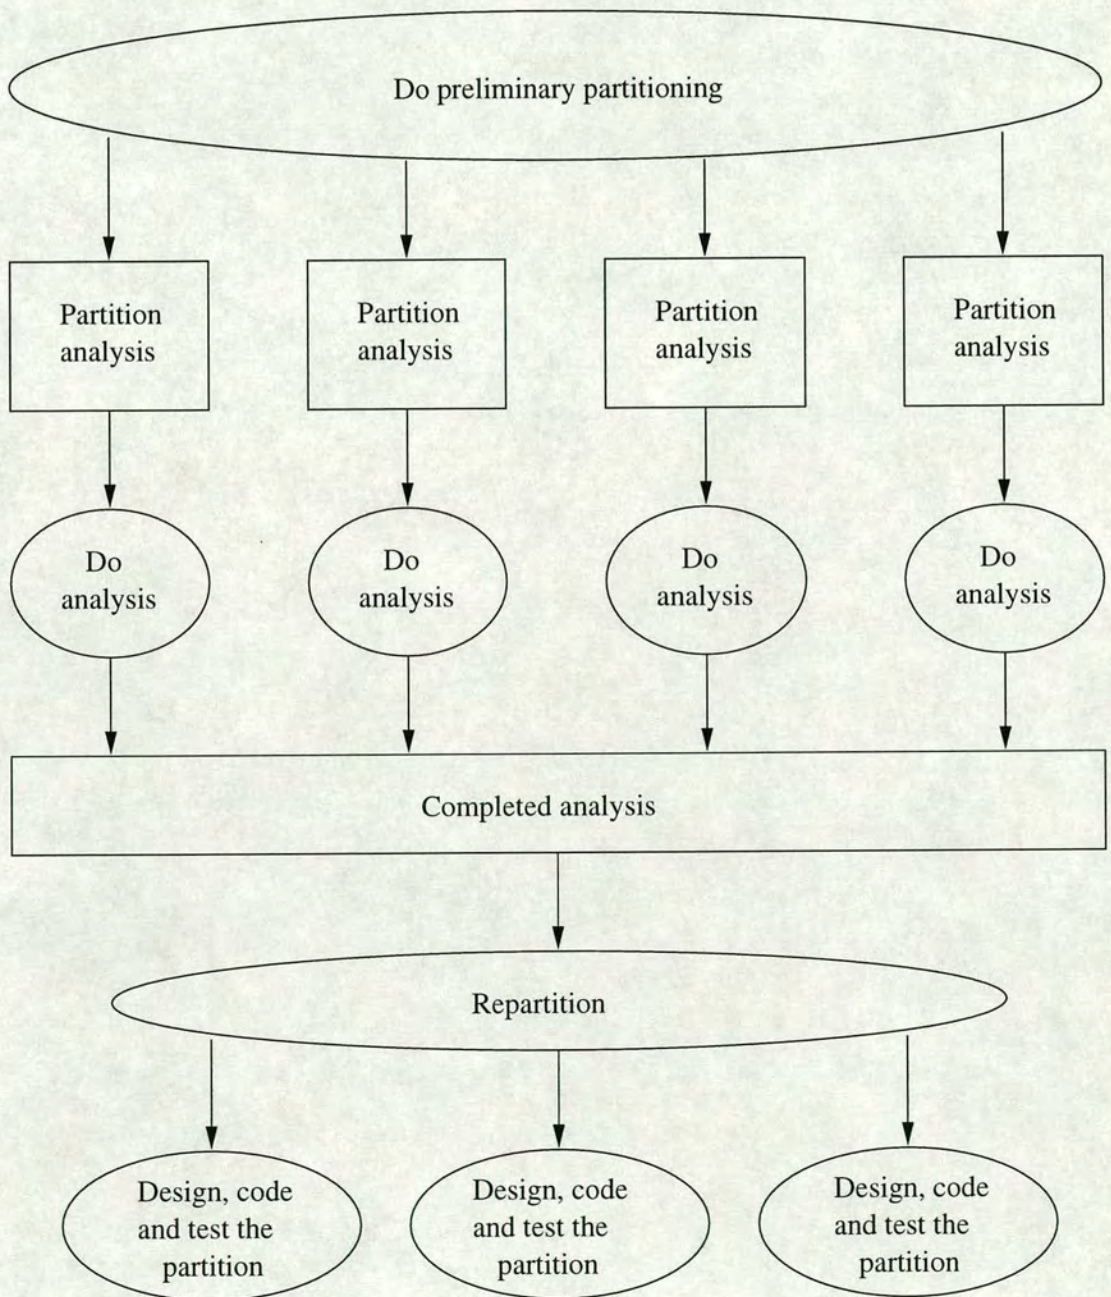 Do preliminary partitioning
Partition
analysis
Partition
analysis
Partition
analysis
Partition
analysis
Do
analysis
Do
analysis
Do
analysis
Do
analysis
Completed analysis
Repartition
Design, code
and test the
partition
Design, code
and test the
partition
Design, code
and test the
partition